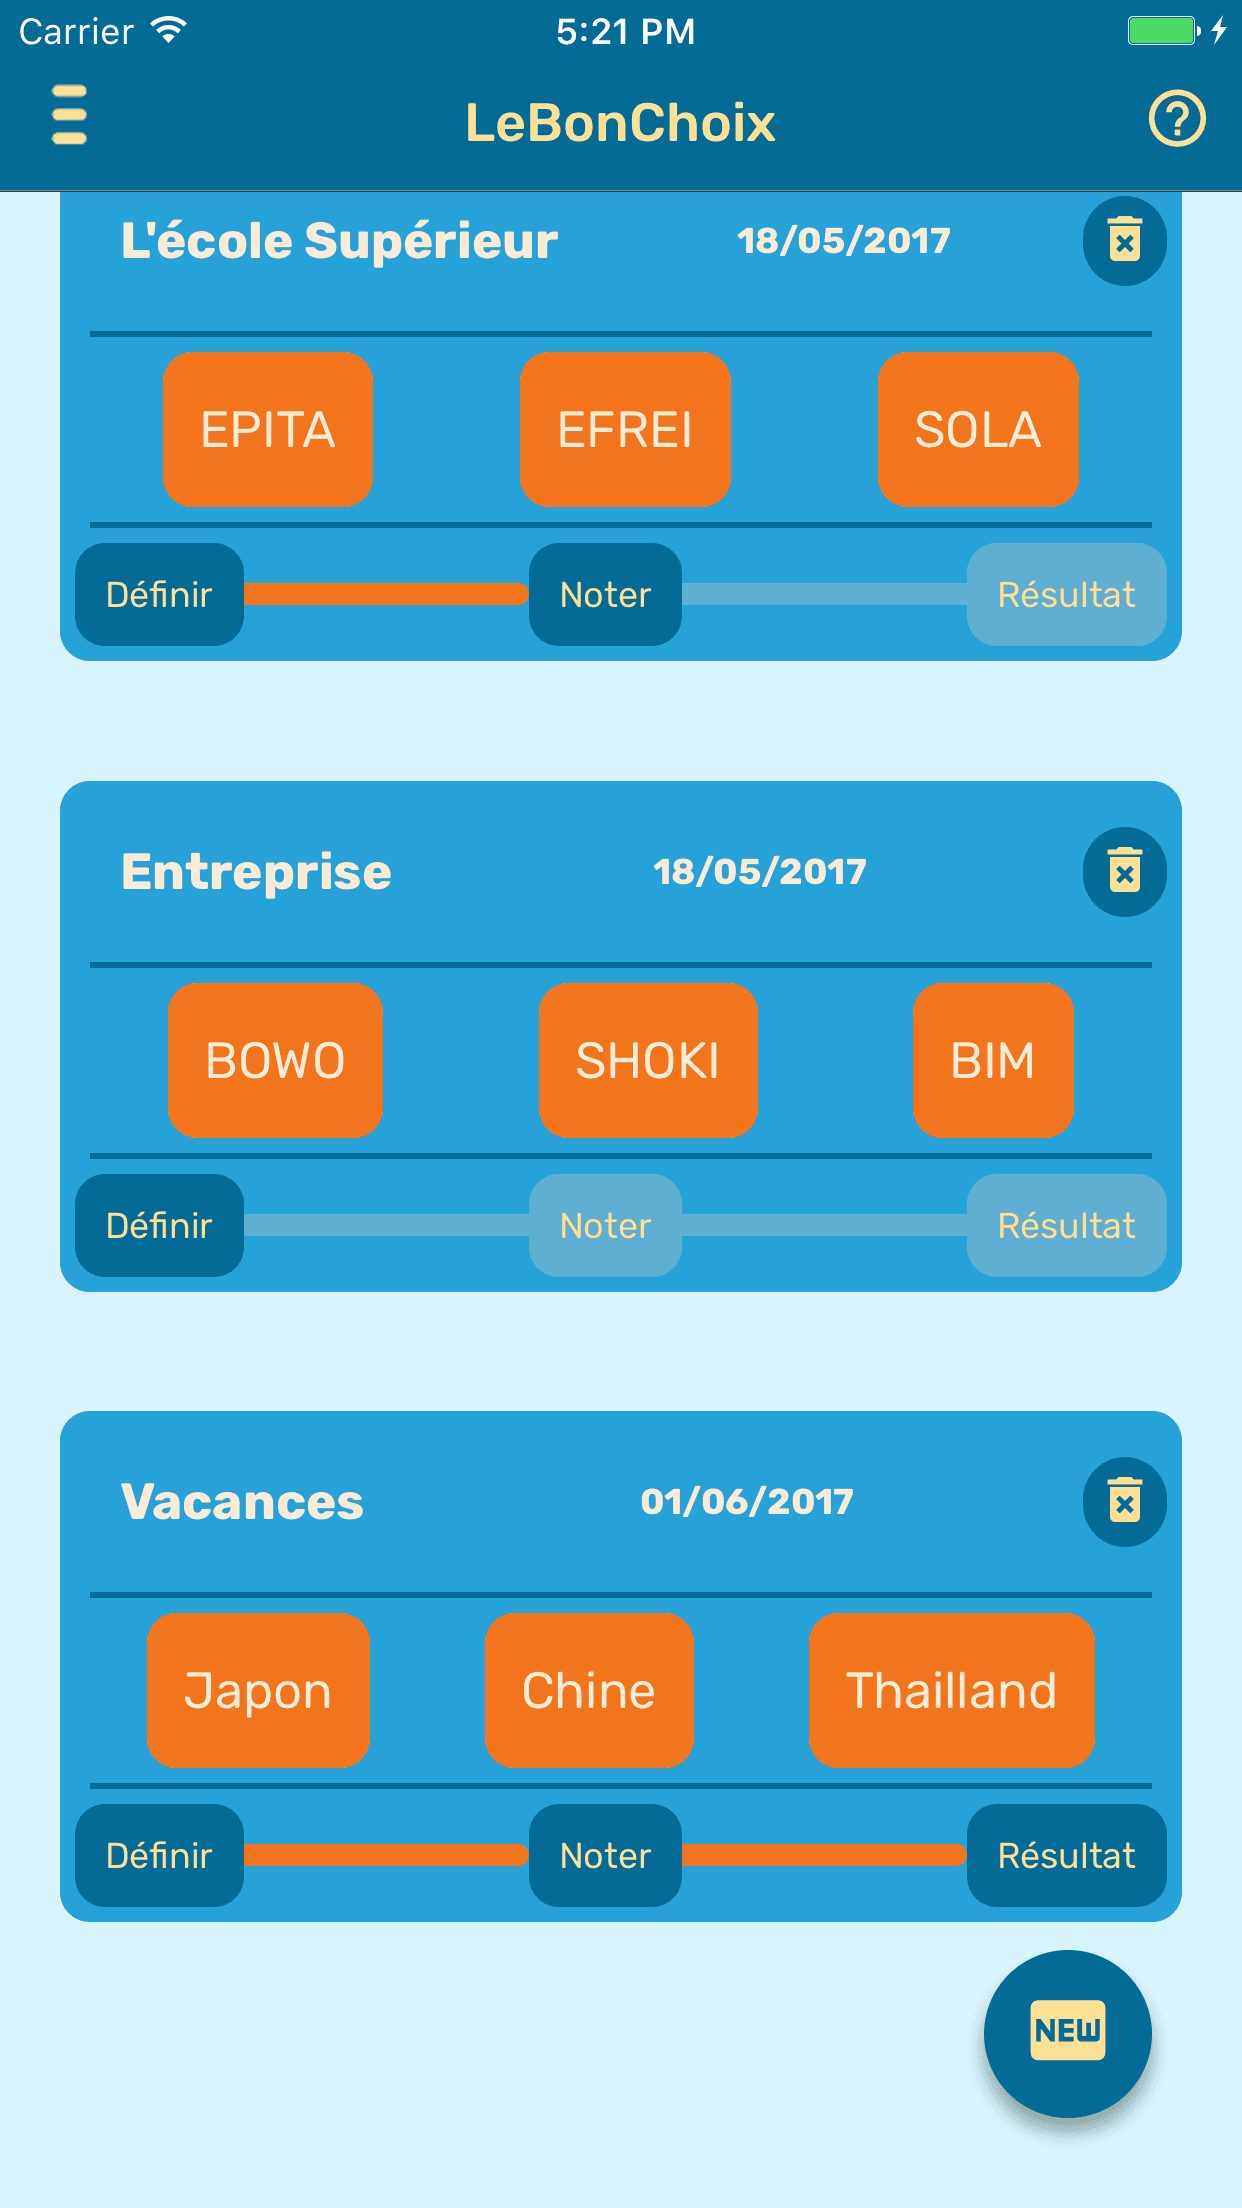 Carrier 5:21 PM
LeBonChoix
L'école Supérieur 18/05/2017
EPITA EFREI SOLA
Définir Noter Résultat
Entreprise 18/05/2017
BOWO SHOKI BIM
Définir Noter Résultat
Vacances 01/06/2017
Japon Chine Thailland
Définir Noter Résultat
NEW